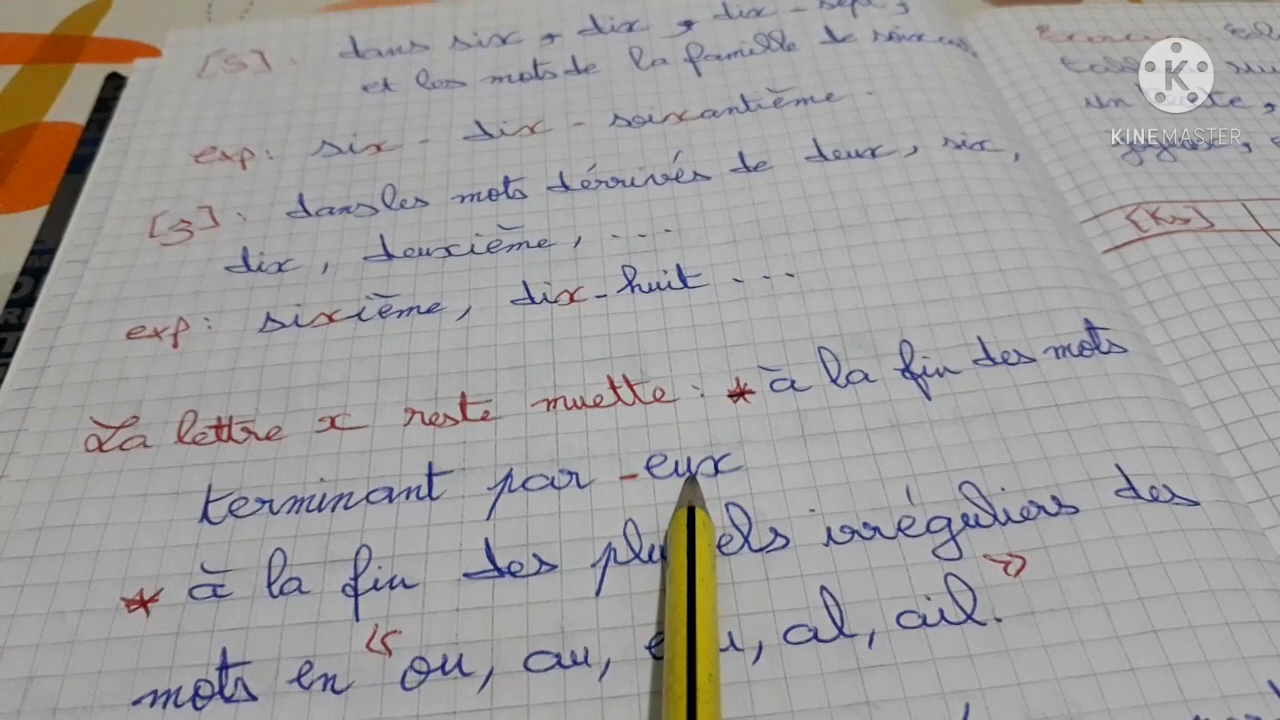 [S]: dans six, dix, dix-sept,
et les mots de la famille de
exp: six - dix - soixantième.
[z]: dans les mots dérrivés de deux, six,
dix, deuxième, ...
exp: sixième, dix-huit ...
La lettre x reste muette: * à la fin des mots
terminant par -eux
* à la fin des pluriels irréguliers des
mots en "ou, au, al, ail."
un
[Ks]
KINEMASTER